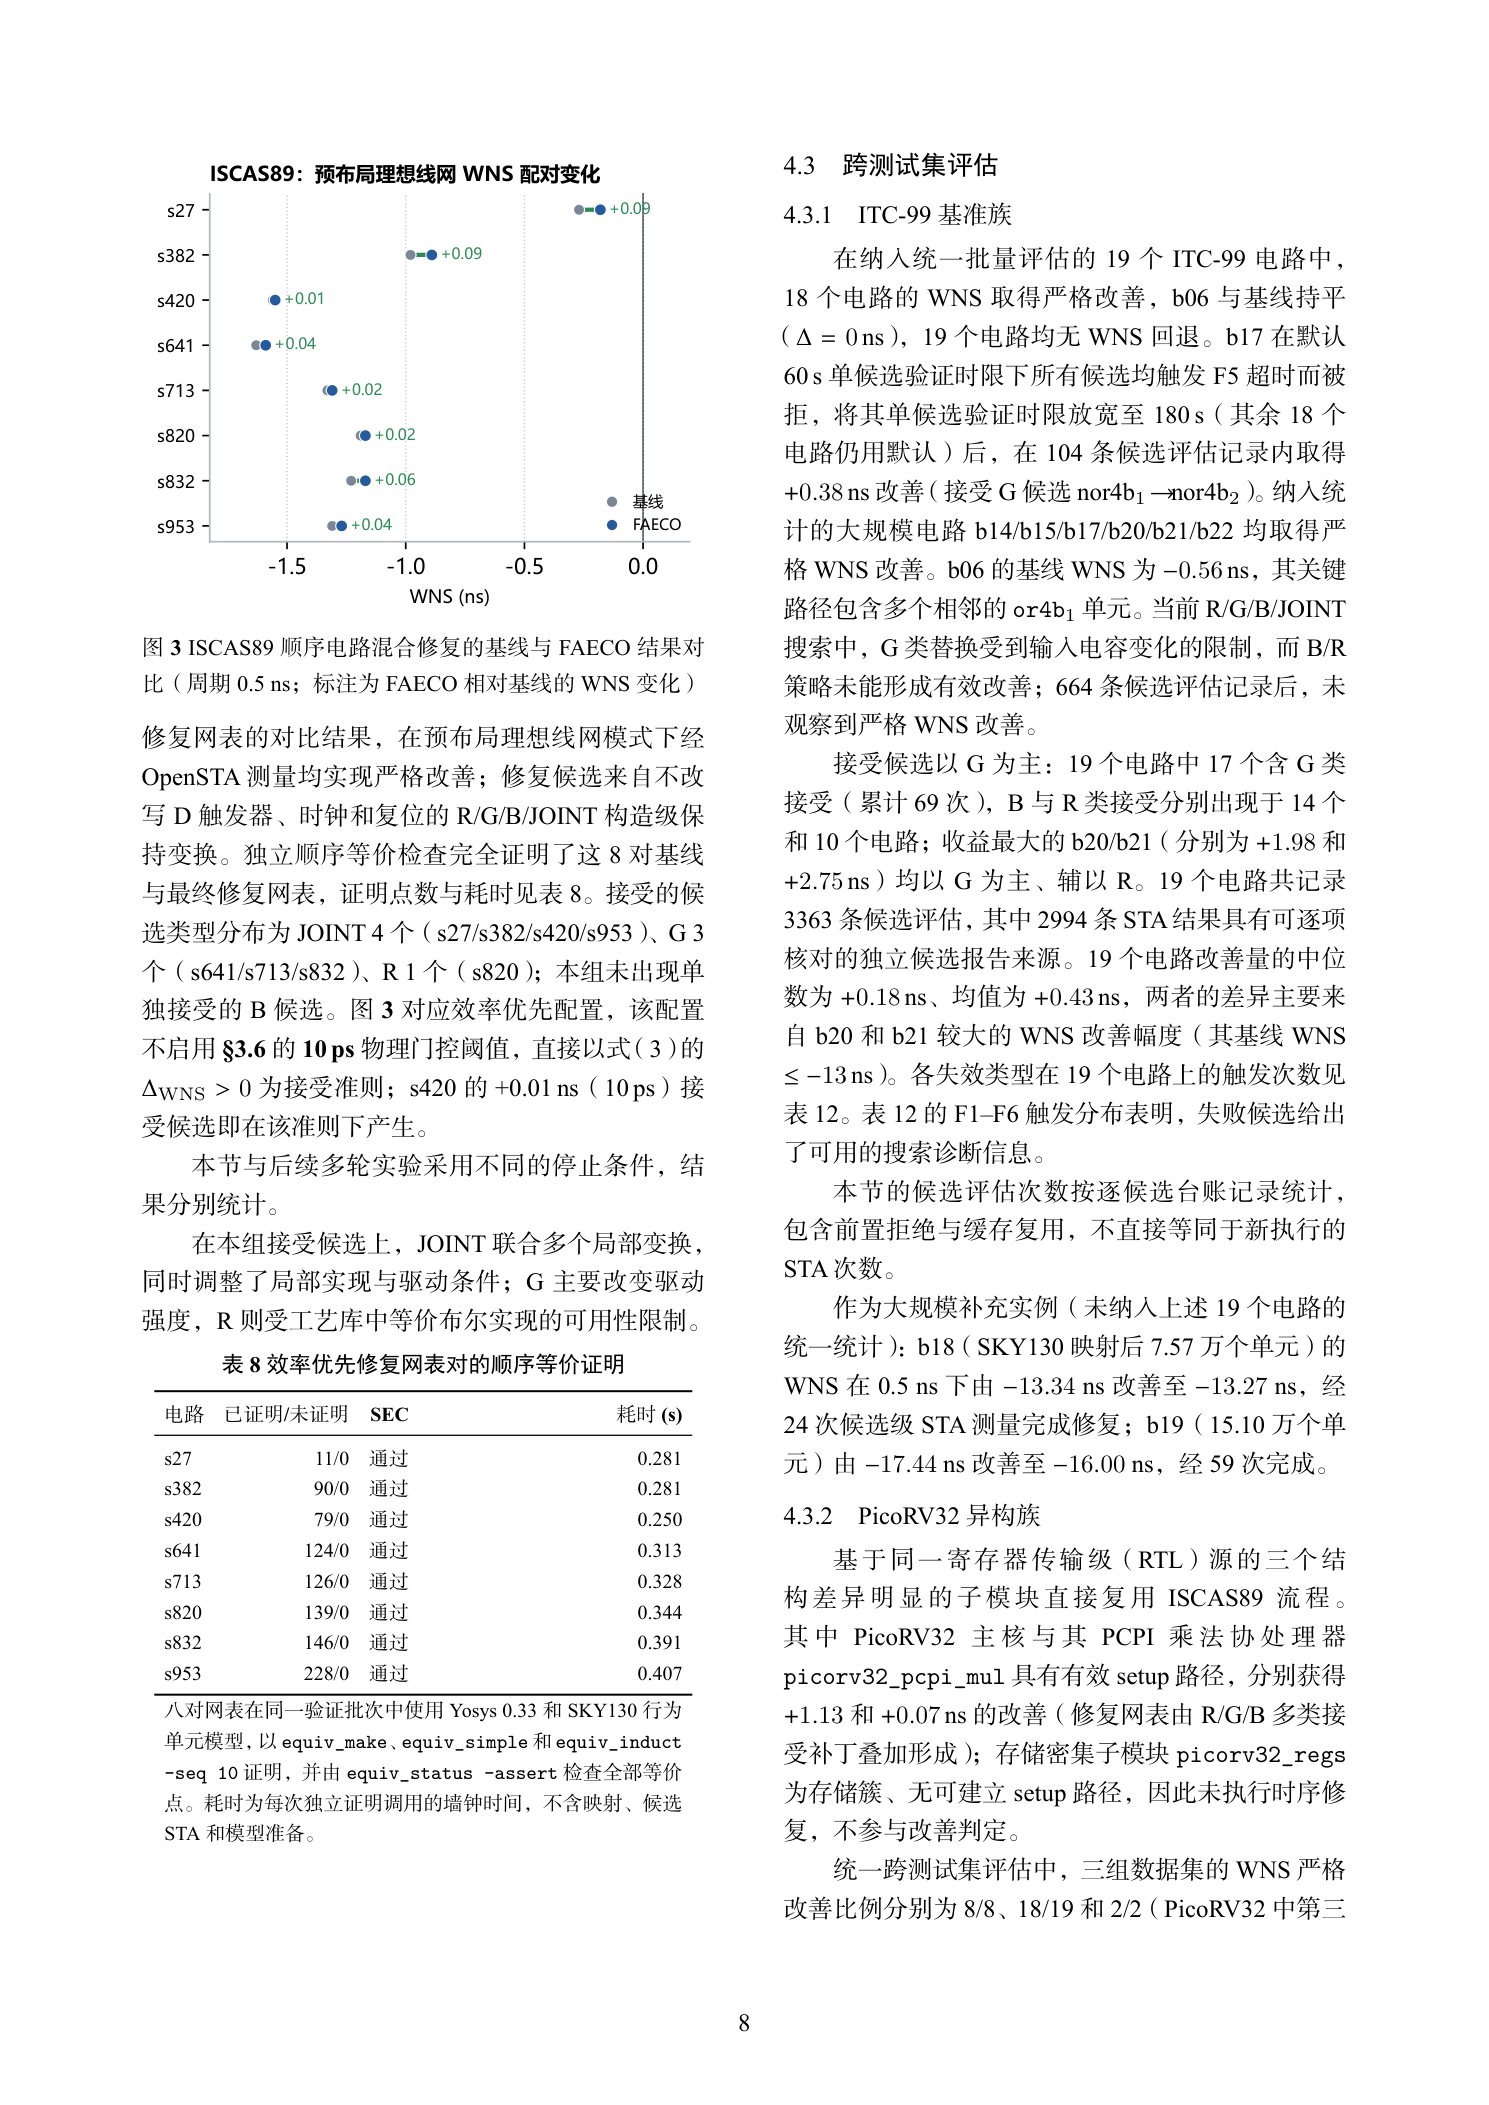 ISCAS89：预布局理想线网 WNS 配对变化
s27
+0.09
s382
+0.09
s420
+0.01
s641
+0.04
s713
+0.02
s820
+0.02
s832
+0.06
基线
s953
+0.04
FAECO
-1.5
-1.0
-0.5
0.0
WNS (ns)
图 3 ISCAS89 顺序电路混合修复的基线与 FAECO 结果对
比（周期 0.5 ns；标注为 FAECO 相对基线的 WNS 变化）
修复网表的对比结果，在预布局理想线网模式下经
OpenSTA 测量均实现严格改善；修复候选来自不改
写 D 触发器、时钟和复位的 R/G/B/JOINT 构造级保
持变换。独立顺序等价检查完全证明了这 8 对基线
与最终修复网表，证明点数与耗时见表 8。接受的候
选类型分布为 JOINT 4 个（s27/s382/s420/s953）、G 3
个（s641/s713/s832）、R 1 个（s820）；本组未出现单
独接受的 B 候选。图 3 对应效率优先配置，该配置
不启用 §3.6 的 10 ps 物理门控阈值，直接以式（3）的
Δ_WNS > 0 为接受准则；s420 的 +0.01 ns（10 ps）接
受候选即在该准则下产生。
本节与后续多轮实验采用不同的停止条件，结
果分别统计。
在本组接受候选上，JOINT 联合多个局部变换，
同时调整了局部实现与驱动条件；G 主要改变驱动
强度，R 则受工艺库中等价布尔实现的可用性限制。
表 8 效率优先修复网表对的顺序等价证明
电路 已证明/未证明 SEC 耗时 (s)
s27 11/0 通过 0.281
s382 90/0 通过 0.281
s420 79/0 通过 0.250
s641 124/0 通过 0.313
s713 126/0 通过 0.328
s820 139/0 通过 0.344
s832 146/0 通过 0.391
s953 228/0 通过 0.407
八对网表在同一验证批次中使用 Yosys 0.33 和 SKY130 行为
单元模型，以 equiv_make、equiv_simple 和 equiv_induct
-seq 10 证明，并由 equiv_status -assert 检查全部等价
点。耗时为每次独立证明调用的墙钟时间，不含映射、候选
STA 和模型准备。
4.3 跨测试集评估
4.3.1 ITC-99 基准族
在纳入统一批量评估的 19 个 ITC-99 电路中，
18 个电路的 WNS 取得严格改善，b06 与基线持平
（Δ = 0 ns），19 个电路均无 WNS 回退。b17 在默认
60 s 单候选验证时限下所有候选均触发 F5 超时而被
拒，将其单候选验证时限放宽至 180 s（其余 18 个
电路仍用默认）后，在 104 条候选评估记录内取得
+0.38 ns 改善（接受 G 候选 nor4b₁→nor4b₂）。纳入统
计的大规模电路 b14/b15/b17/b20/b21/b22 均取得严
格 WNS 改善。b06 的基线 WNS 为 −0.56 ns，其关键
路径包含多个相邻的 or4b₁ 单元。当前 R/G/B/JOINT
搜索中，G 类替换受到输入电容变化的限制，而 B/R
策略未能形成有效改善；664 条候选评估记录后，未
观察到严格 WNS 改善。
接受候选以 G 为主：19 个电路中 17 个含 G 类
接受（累计 69 次），B 与 R 类接受分别出现于 14 个
和 10 个电路；收益最大的 b20/b21（分别为 +1.98 和
+2.75 ns）均以 G 为主、辅以 R。19 个电路共记录
3363 条候选评估，其中 2994 条 STA 结果具有可逐项
核对的独立候选报告来源。19 个电路改善量的中位
数为 +0.18 ns、均值为 +0.43 ns，两者的差异主要来
自 b20 和 b21 较大的 WNS 改善幅度（其基线 WNS
≤ −13 ns）。各失效类型在 19 个电路上的触发次数见
表 12。表 12 的 F1–F6 触发分布表明，失败候选给出
了可用的搜索诊断信息。
本节的候选评估次数按逐候选台账记录统计，
包含前置拒绝与缓存复用，不直接等同于新执行的
STA 次数。
作为大规模补充实例（未纳入上述 19 个电路的
统一统计）：b18（SKY130 映射后 7.57 万个单元）的
WNS 在 0.5 ns 下由 −13.34 ns 改善至 −13.27 ns，经
24 次候选级 STA 测量完成修复；b19（15.10 万个单
元）由 −17.44 ns 改善至 −16.00 ns，经 59 次完成。
4.3.2 PicoRV32 异构族
基于同一寄存器传输级（RTL）源的三个结
构差异明显的子模块直接复用 ISCAS89 流程。
其中 PicoRV32 主核与其 PCPI 乘法协处理器
picorv32_pcpi_mul 具有有效 setup 路径，分别获得
+1.13 和 +0.07 ns 的改善（修复网表由 R/G/B 多类接
受补丁叠加形成）；存储密集子模块 picorv32_regs
为存储簇、无可建立 setup 路径，因此未执行时序修
复，不参与改善判定。
统一跨测试集评估中，三组数据集的 WNS 严格
改善比例分别为 8/8、18/19 和 2/2（PicoRV32 中第三
8